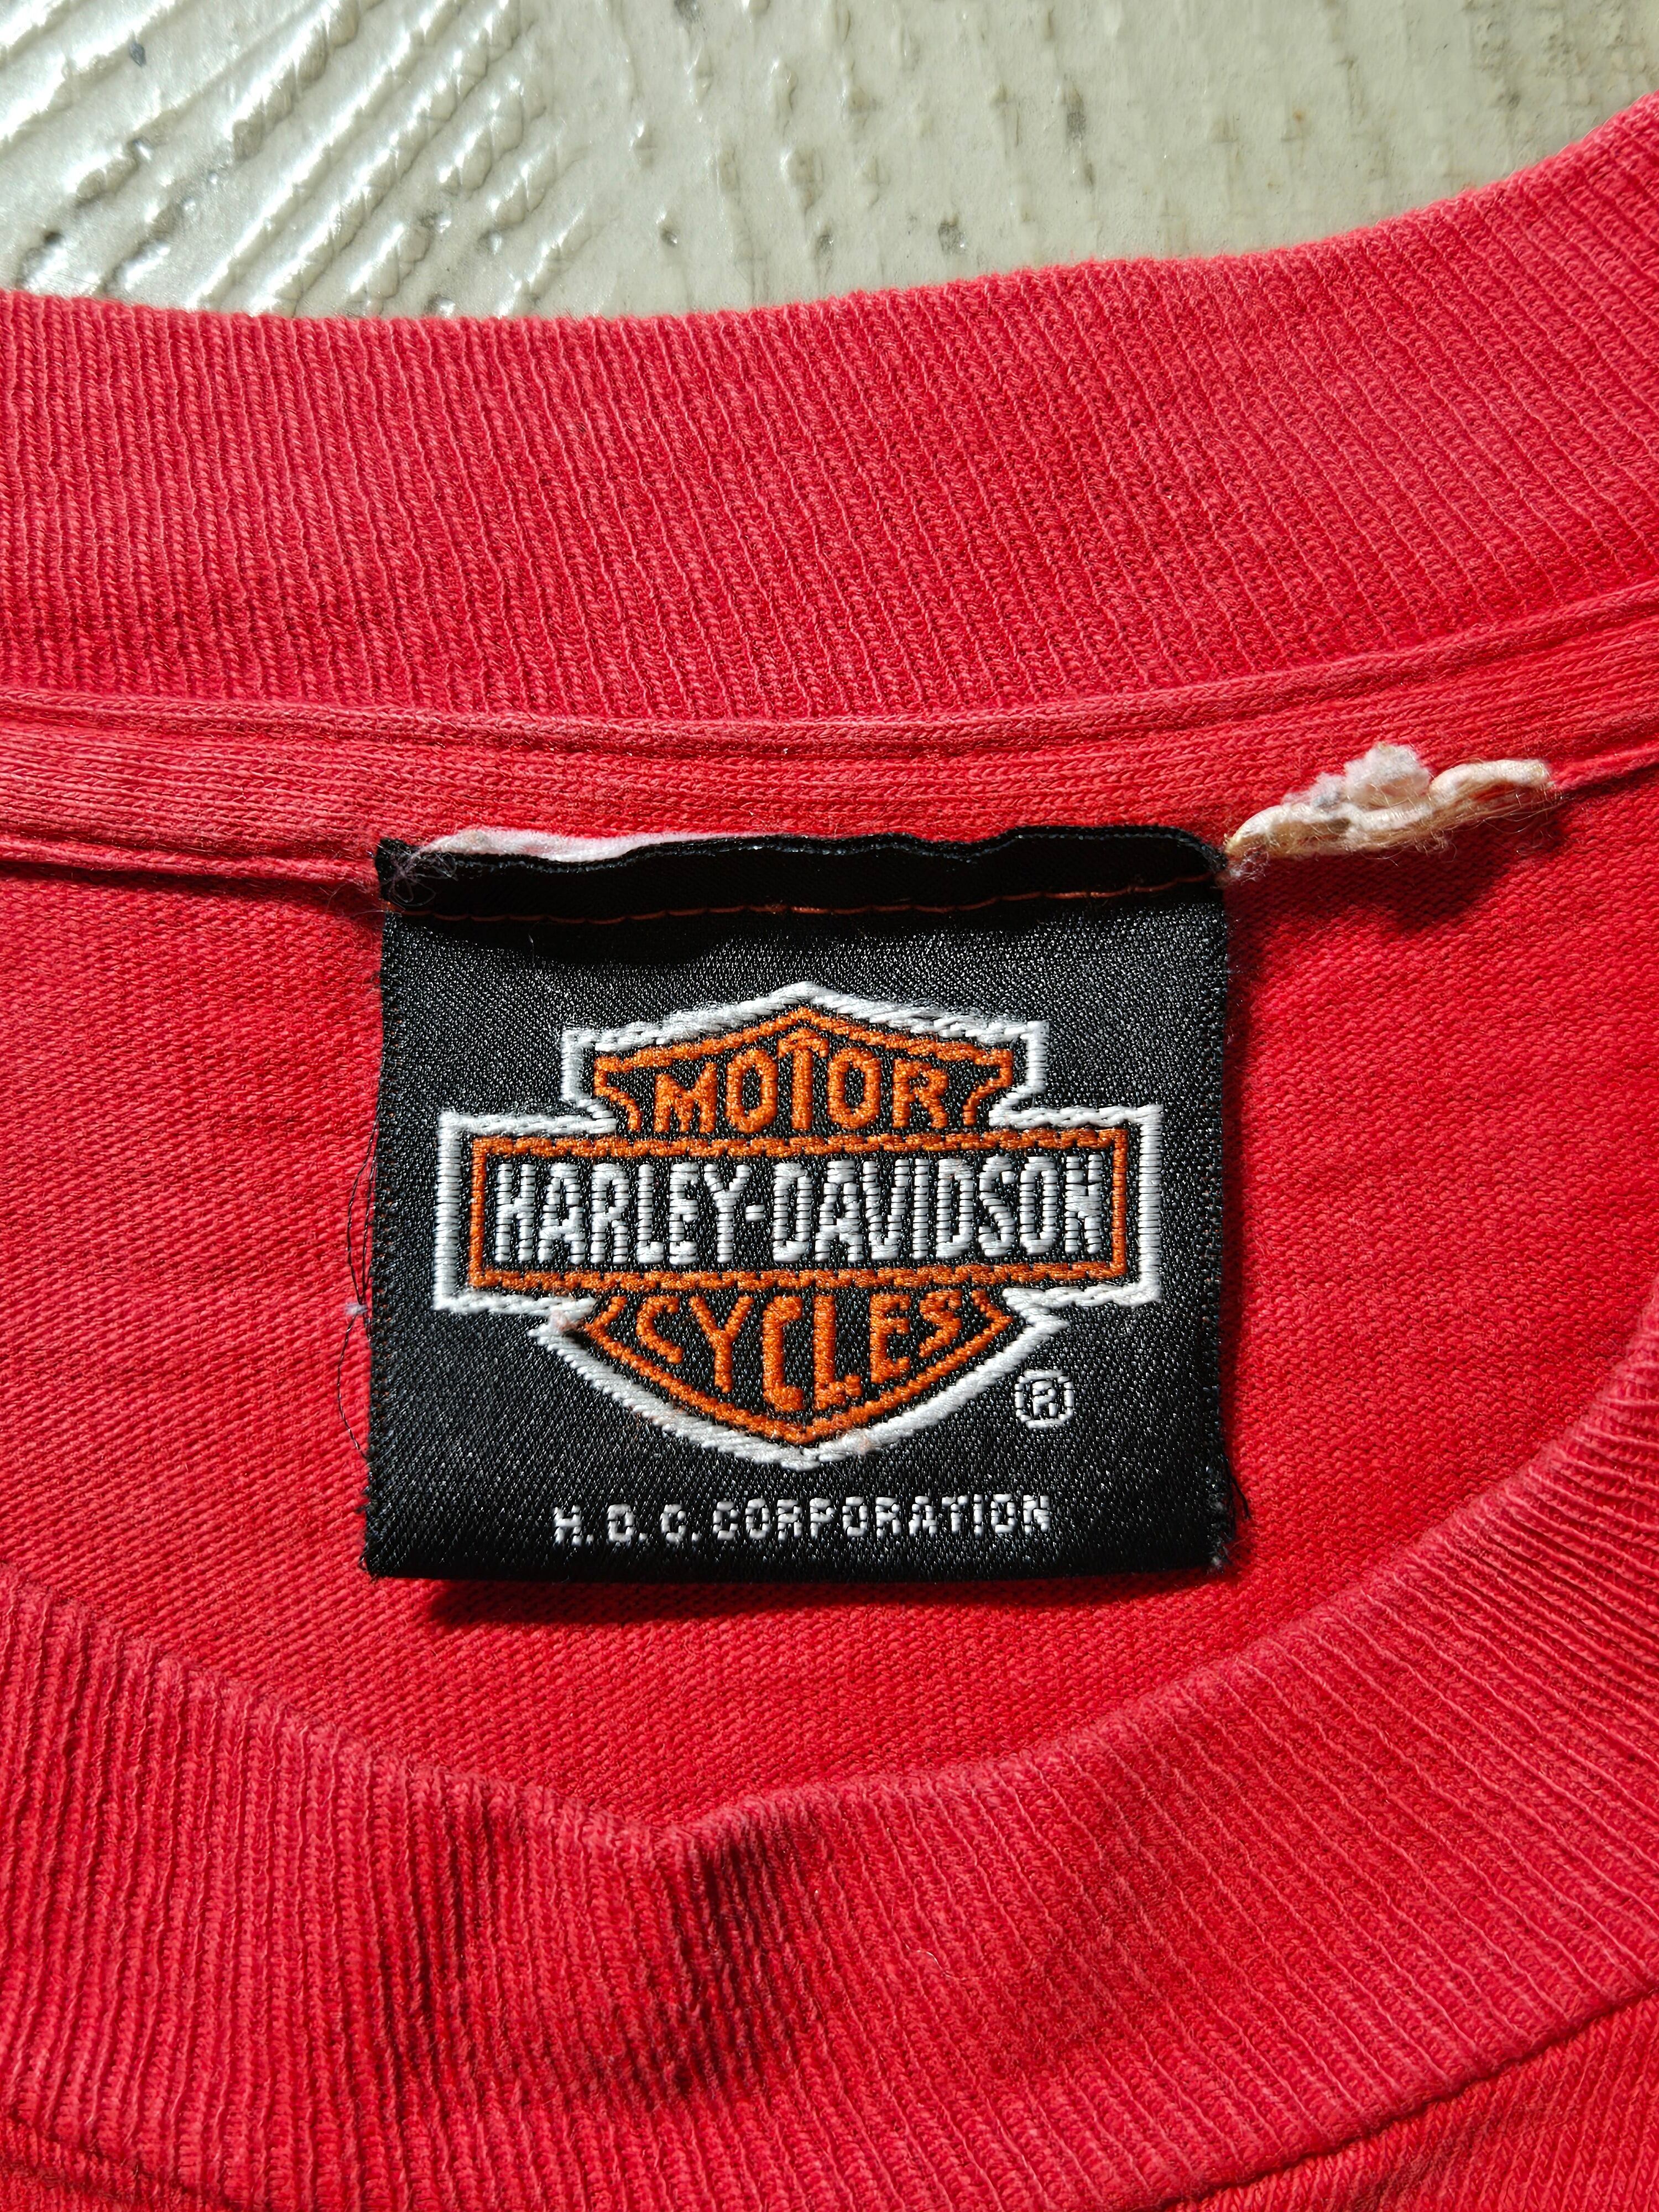 MOTOR
HARLEY-DAVIDSON
CYCLES
®
H.D.C.CORPORATION